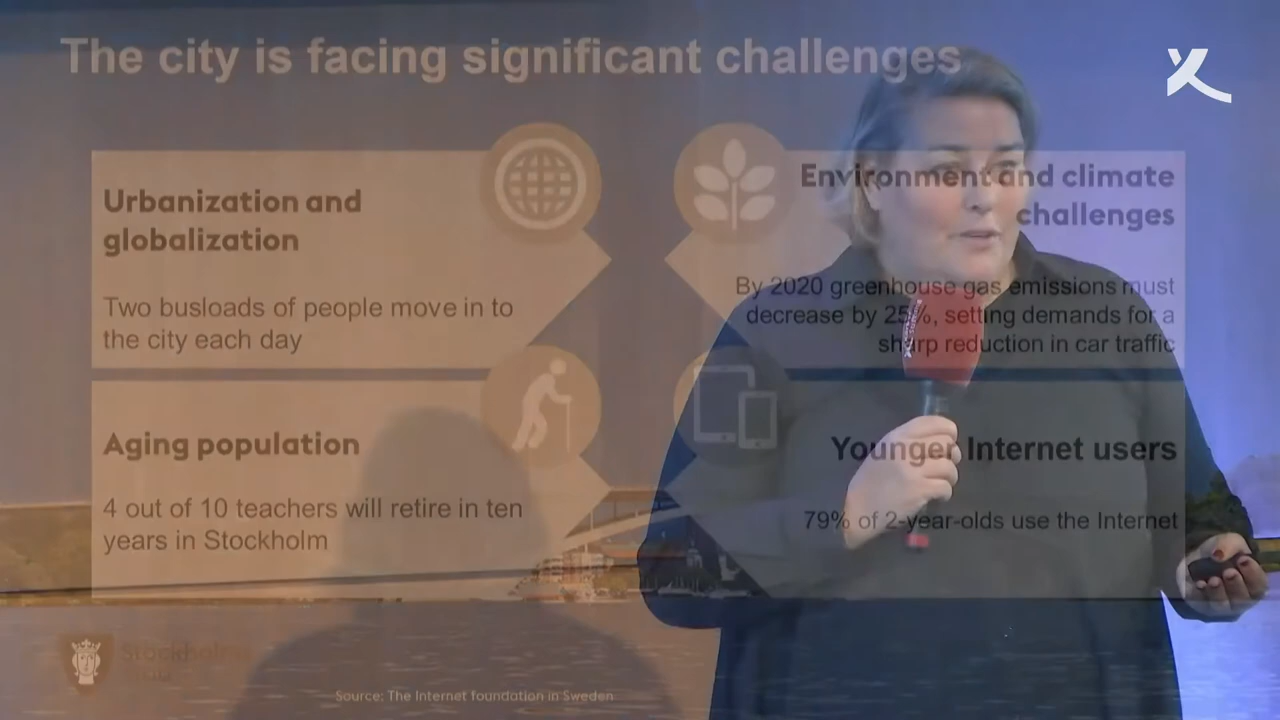 The city is facing significant challenges
Urbanization and
globalization
Two busloads of people move in to
the city each day
Environment and climate
challenges
By 2020 greenhouse gas emissions must
decrease by 25%, setting demands for a
sharp reduction in car traffic
Aging population
4 out of 10 teachers will retire in ten
years in Stockholm
Younger Internet users
79% of 2-year-olds use the Internet
Stockholms
Source: The Internet foundation in Sweden